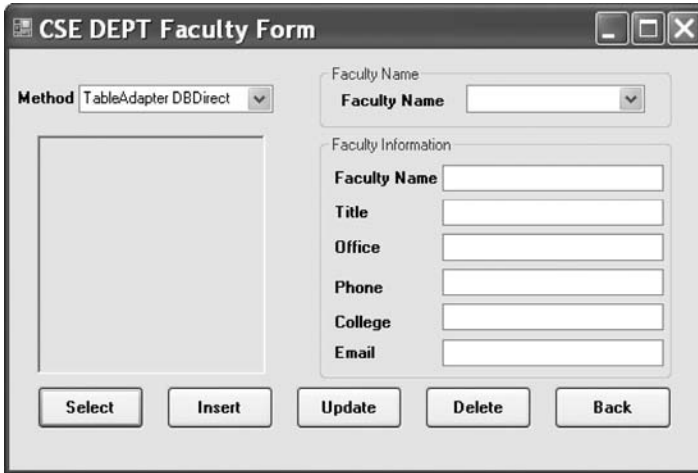 CSE DEPT Faculty Form
Method TableAdapter DBDirect
Faculty Name
Faculty Name
Faculty Information
Faculty Name
Title
Office
Phone
College
Email
Select Insert Update Delete Back